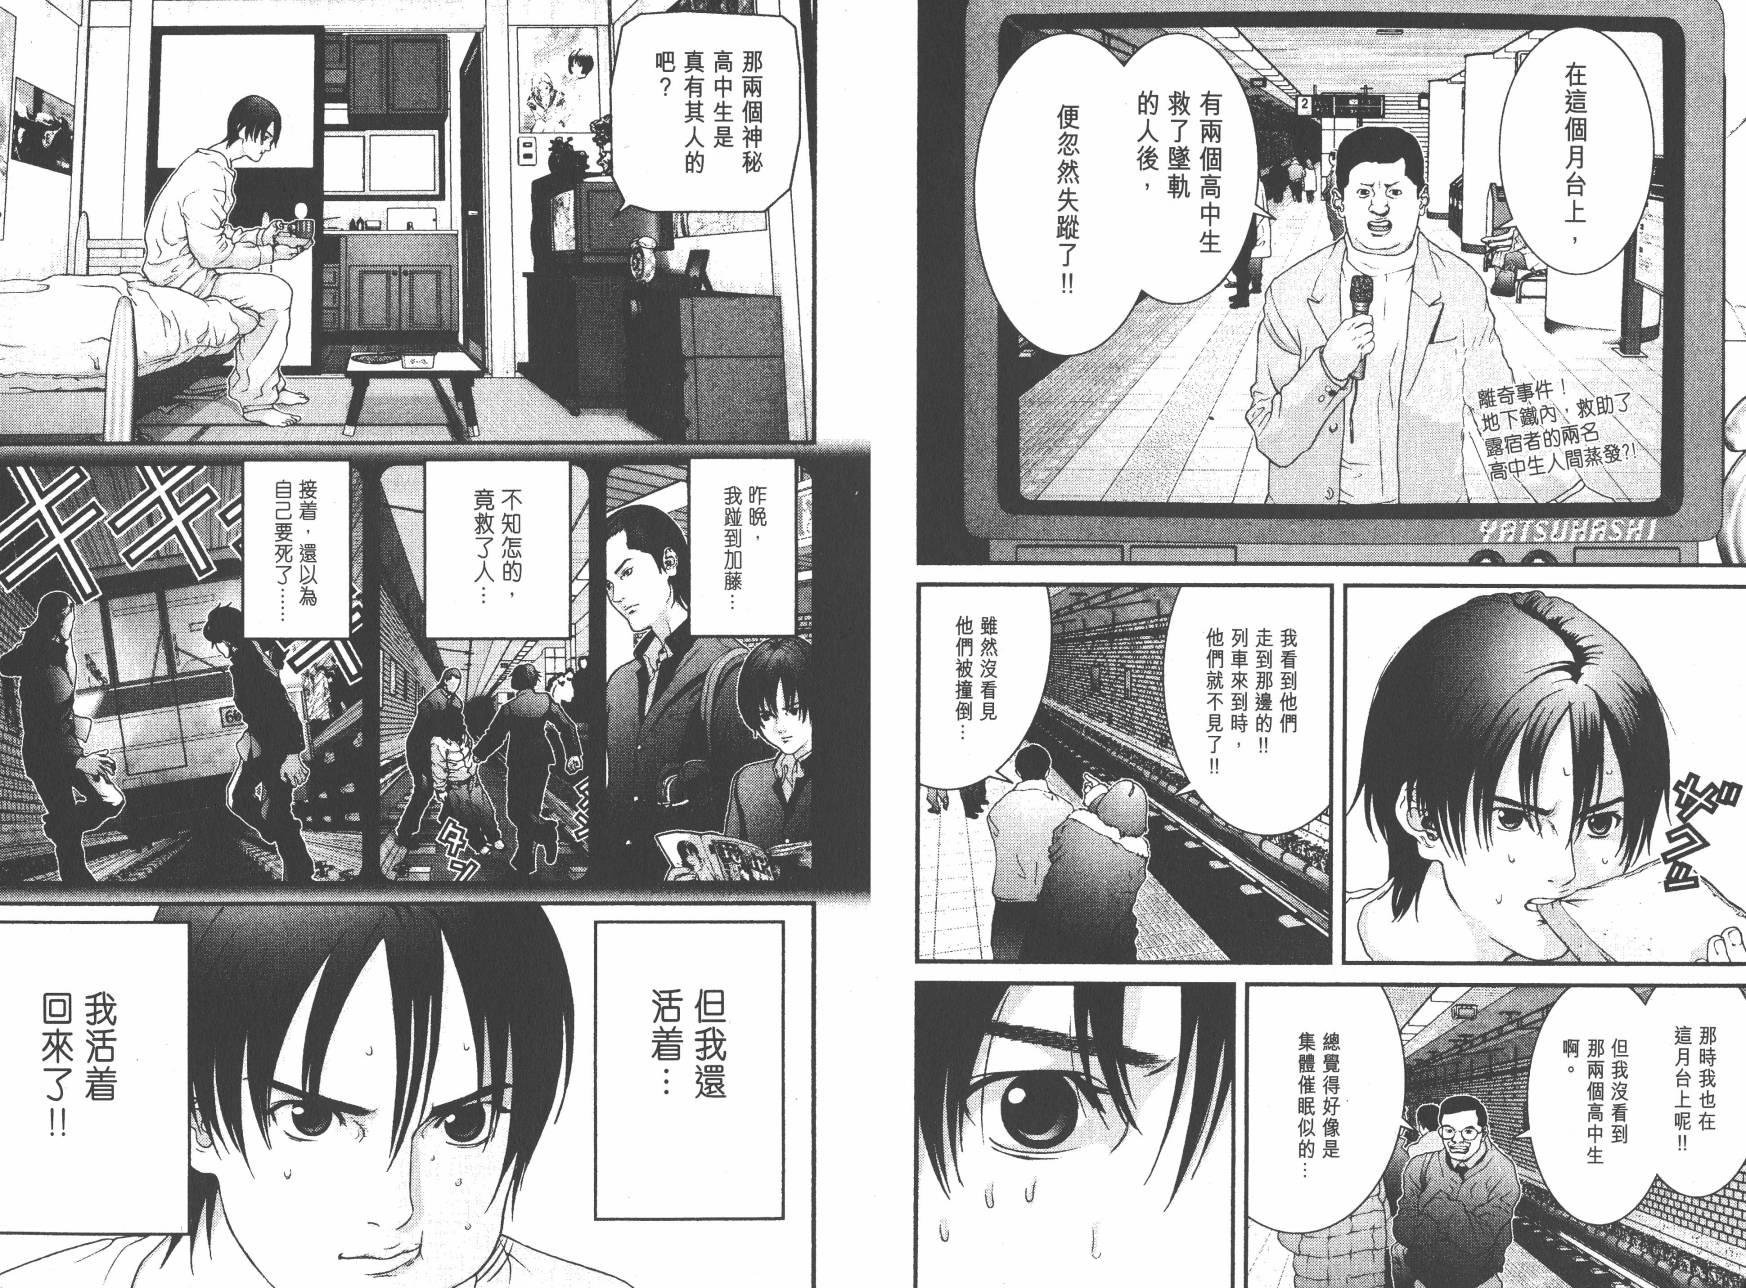 在這個月台上，
有兩個高中生
救了墜軌
的人後，
便忽然失蹤了!!
2
離奇事件！
地下鐵內，救助了
露宿者的兩名
高中生人間蒸發?!
YATSUHASHI
ザクッ
我看到他們
走到那邊的!!
列車來到時，
他們就不見了!!
雖然沒看見
他們被撞倒…
那時我也在
這月台上呢!!
但我沒看到
那兩個高中生
啊。
總覺得好像是
集體催眠似的…
那兩個神秘
高中生是
真有其人的
吧？
昨晚，
我碰到加藤…
不知怎的，
竟救了人…
接着，還以為
自己要死了……
但我還
活着…
我活着
回來了!!